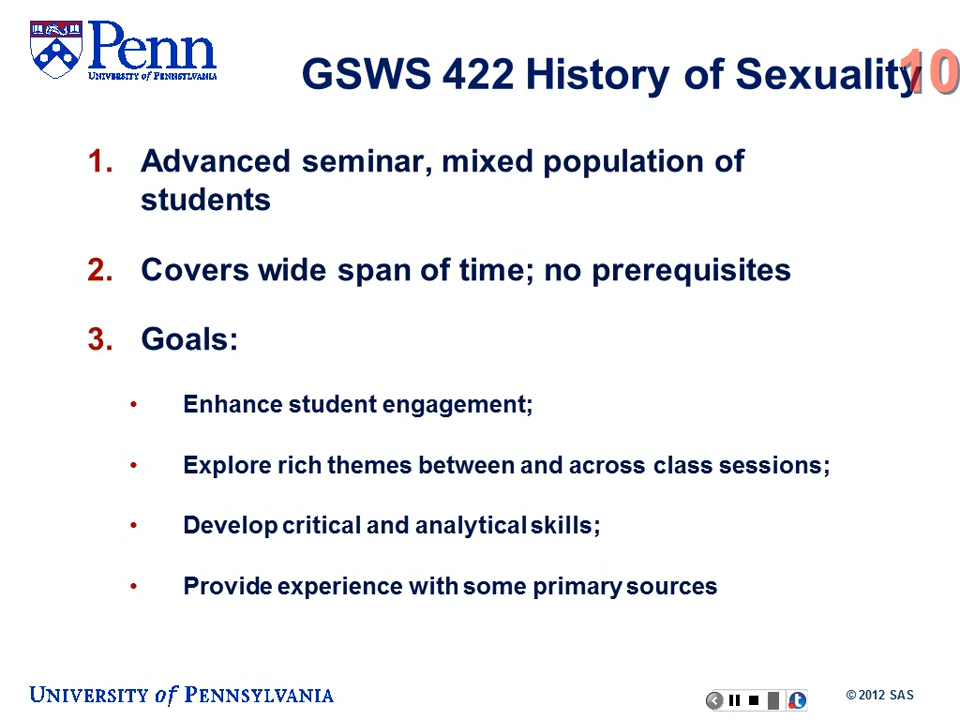 Penn
UNIVERSITY of PENNSYLVANIA
GSWS 422 History of Sexuality
10
1. Advanced seminar, mixed population of
students
2. Covers wide span of time; no prerequisites
3. Goals:
• Enhance student engagement;
• Explore rich themes between and across class sessions;
• Develop critical and analytical skills;
• Provide experience with some primary sources
UNIVERSITY of PENNSYLVANIA
© 2012 SAS